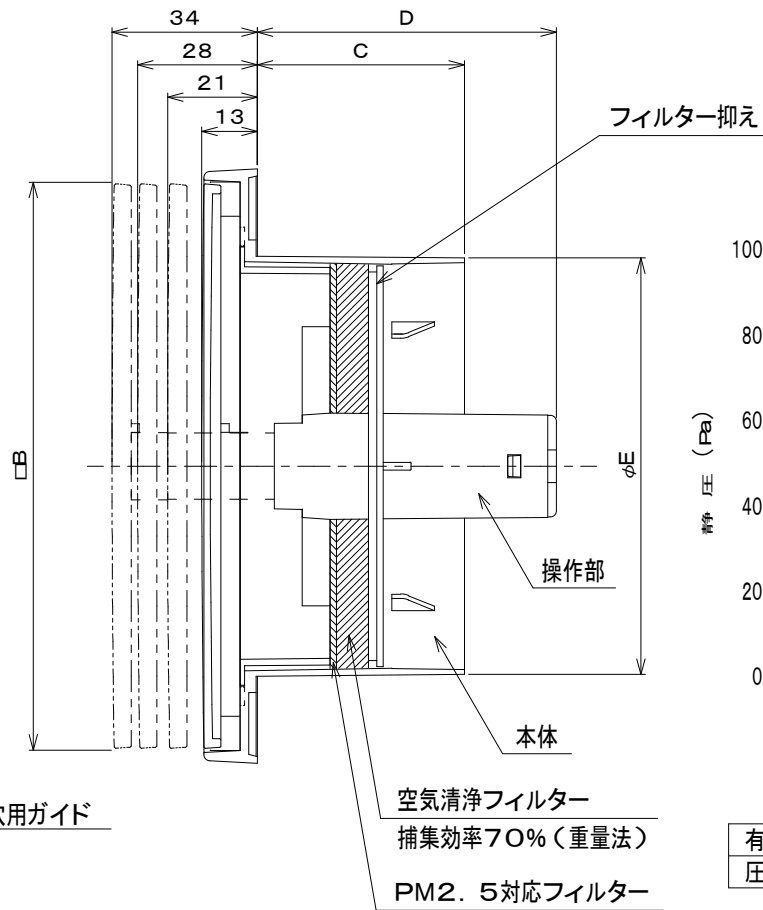 34
D
28
C
21
13
フィルター抑え
100
80
60
40
20
0
静 圧 (Pa)
□B
φE
操作部
本体
空気清浄フィルター
捕集効率70%(重量法)
PM2.5対応フィルター
用ガイド
有
圧